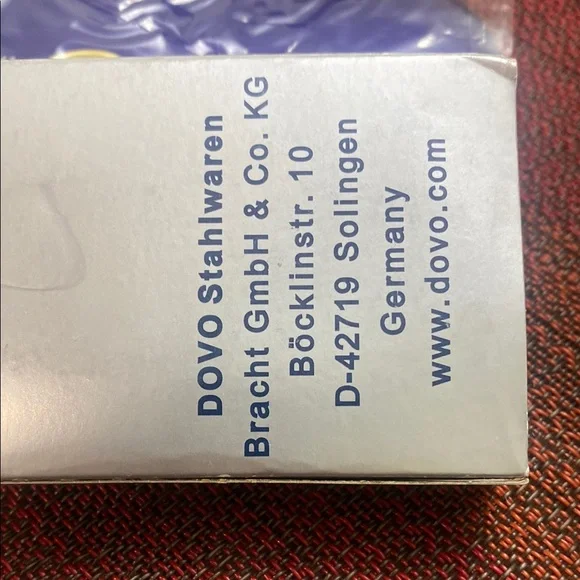 DOVO Stahlwaren
Bracht GmbH & Co. KG
Böcklinstr. 10
D-42719 Solingen
Germany
www.dovo.com